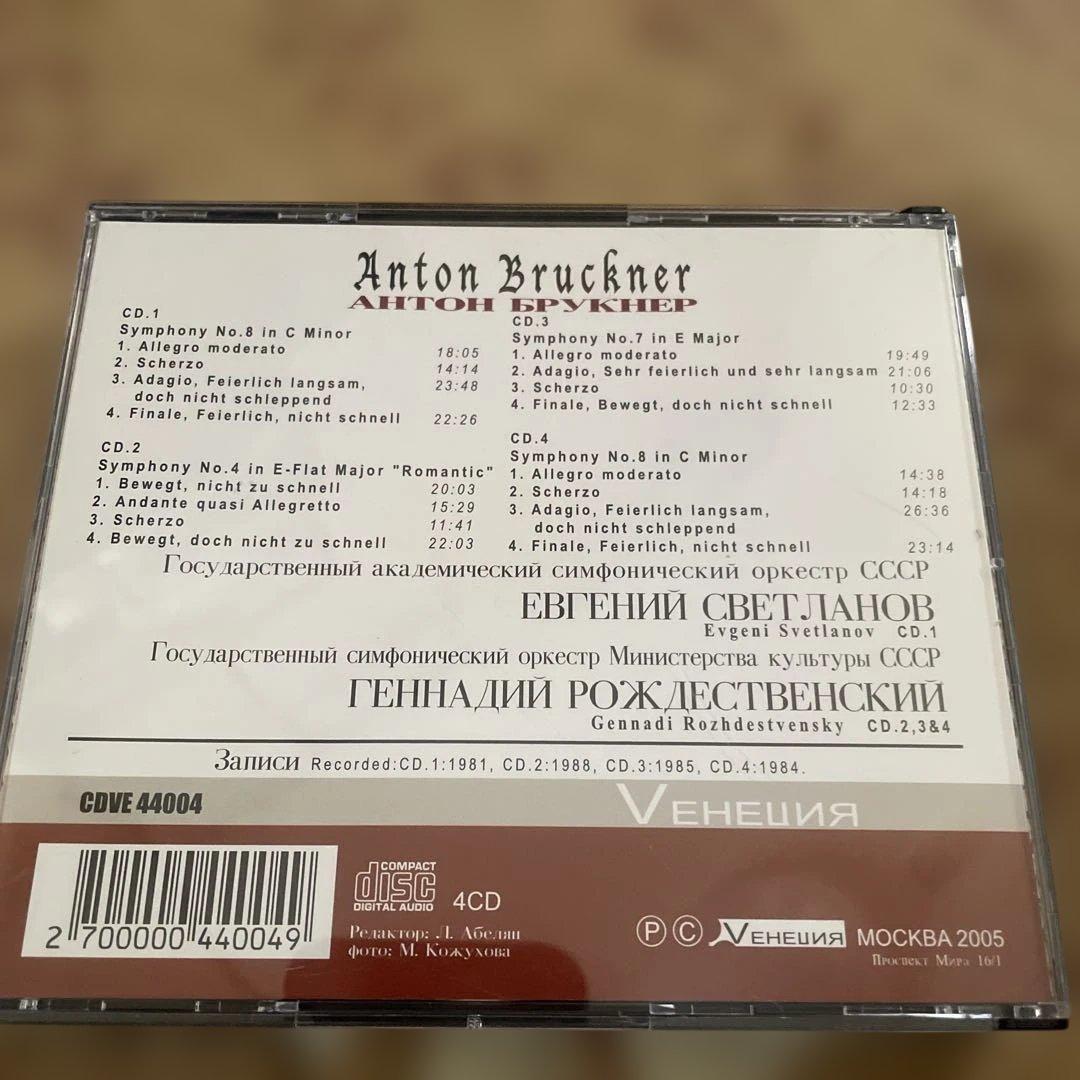 Anton Bruckner
АНТОН БРУКНЕР
CD.1
Symphony No.8 in C Minor
1. Allegro moderato 18:05
2. Scherzo 14:14
3. Adagio, Feierlich langsam, 23:48
doch nicht schleppend
4. Finale, Feierlich, nicht schnell 22:26
CD.2
Symphony No.4 in E-Flat Major "Romantic"
1. Bewegt, nicht zu schnell 20:03
2. Andante quasi Allegretto 15:29
3. Scherzo 11:41
4. Bewegt, doch nicht zu schnell 22:03
CD.3
Symphony No.7 in E Major
1. Allegro moderato 19:49
2. Adagio, Sehr feierlich und sehr langsam 21:06
3. Scherzo 10:30
4. Finale, Bewegt, doch nicht schnell 12:33
CD.4
Symphony No.8 in C Minor
1. Allegro moderato 14:38
2. Scherzo 14:18
3. Adagio, Feierlich langsam, 26:36
doch nicht schleppend
4. Finale, Feierlich, nicht schnell 23:14
Государственный академический симфонический оркестр СССР
ЕВГЕНИЙ СВЕТЛАНОВ
Evgeni Svetlanov CD.1
Государственный симфонический оркестр Министерства культуры СССР
ГЕННАДИЙ РОЖДЕСТВЕНСКИЙ
Gennadi Rozhdestvensky CD.2,3&4
Записи Recorded:CD.1:1981, CD.2:1988, CD.3:1985, CD.4:1984.
CDVE 44004
VЕНЕЦИЯ
2 700000 440049
COMPACT
disc
DIGITAL AUDIO
4CD
Редактор: Л. Абелян
фото: М. Кожухова
Ⓟ Ⓒ VЕНЕЦИЯ МОСКВА 2005
Проспект Мира 16/1